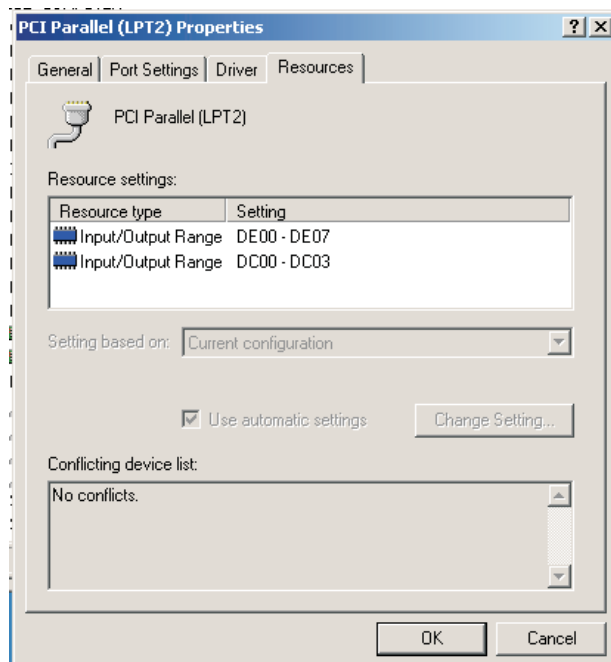 PCI Parallel (LPT2) Properties
General Port Settings Driver Resources
PCI Parallel (LPT2)
Resource settings:
Resource type Setting
Input/Output Range DE00 - DE07
Input/Output Range DC00 - DC03
Setting based on: Current configuration
Use automatic settings Change Setting...
Conflicting device list:
No conflicts.
OK Cancel